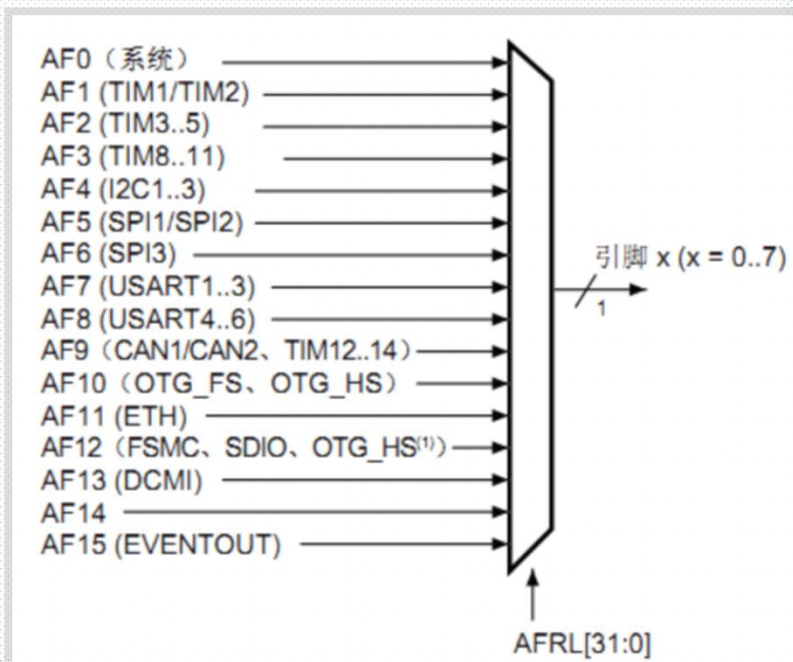 AF0（系统）
AF1 (TIM1/TIM2)
AF2 (TIM3..5)
AF3 (TIM8..11)
AF4 (I2C1..3)
AF5 (SPI1/SPI2)
AF6 (SPI3)
AF7 (USART1..3)
AF8 (USART4..6)
AF9（CAN1/CAN2、TIM12..14）
AF10（OTG_FS、OTG_HS）
AF11 (ETH)
AF12（FSMC、SDIO、OTG_HS⁽¹⁾）
AF13 (DCMI)
AF14
AF15 (EVENTOUT)
引脚 x (x = 0..7)
1
AFRL[31:0]